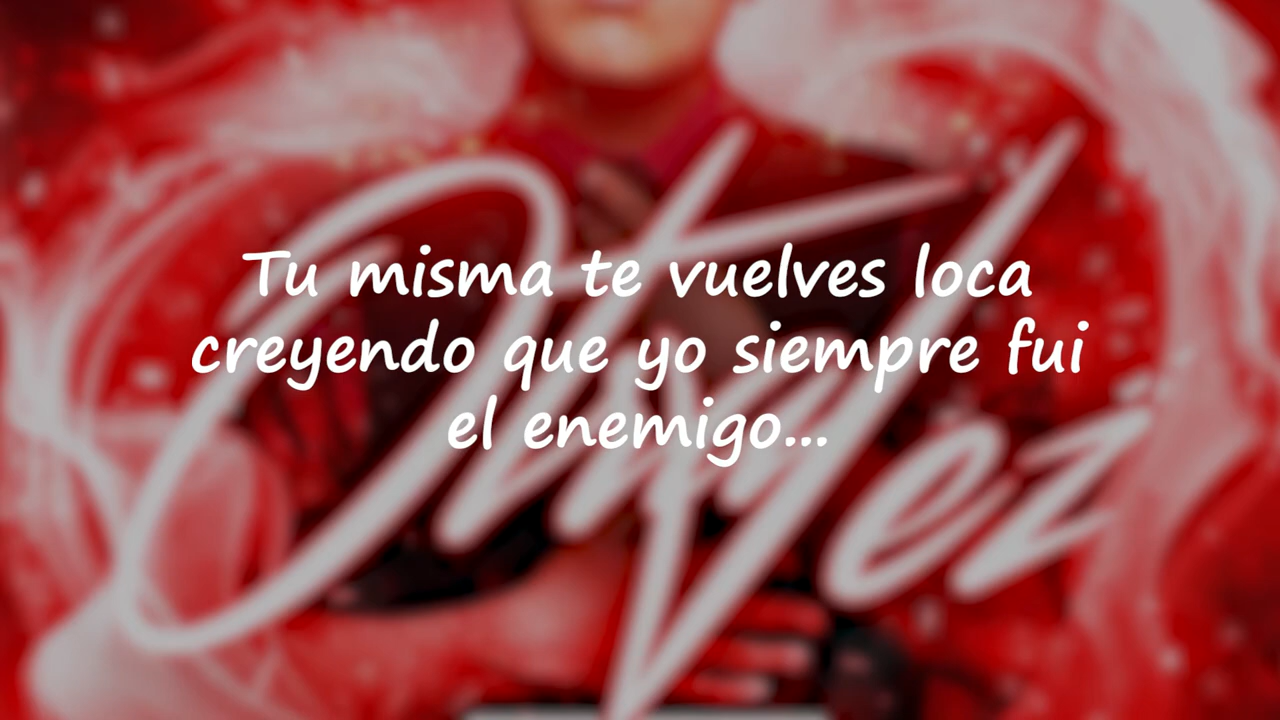 Tu misma te vuelves loca
creyendo que yo siempre fui
el enemigo...